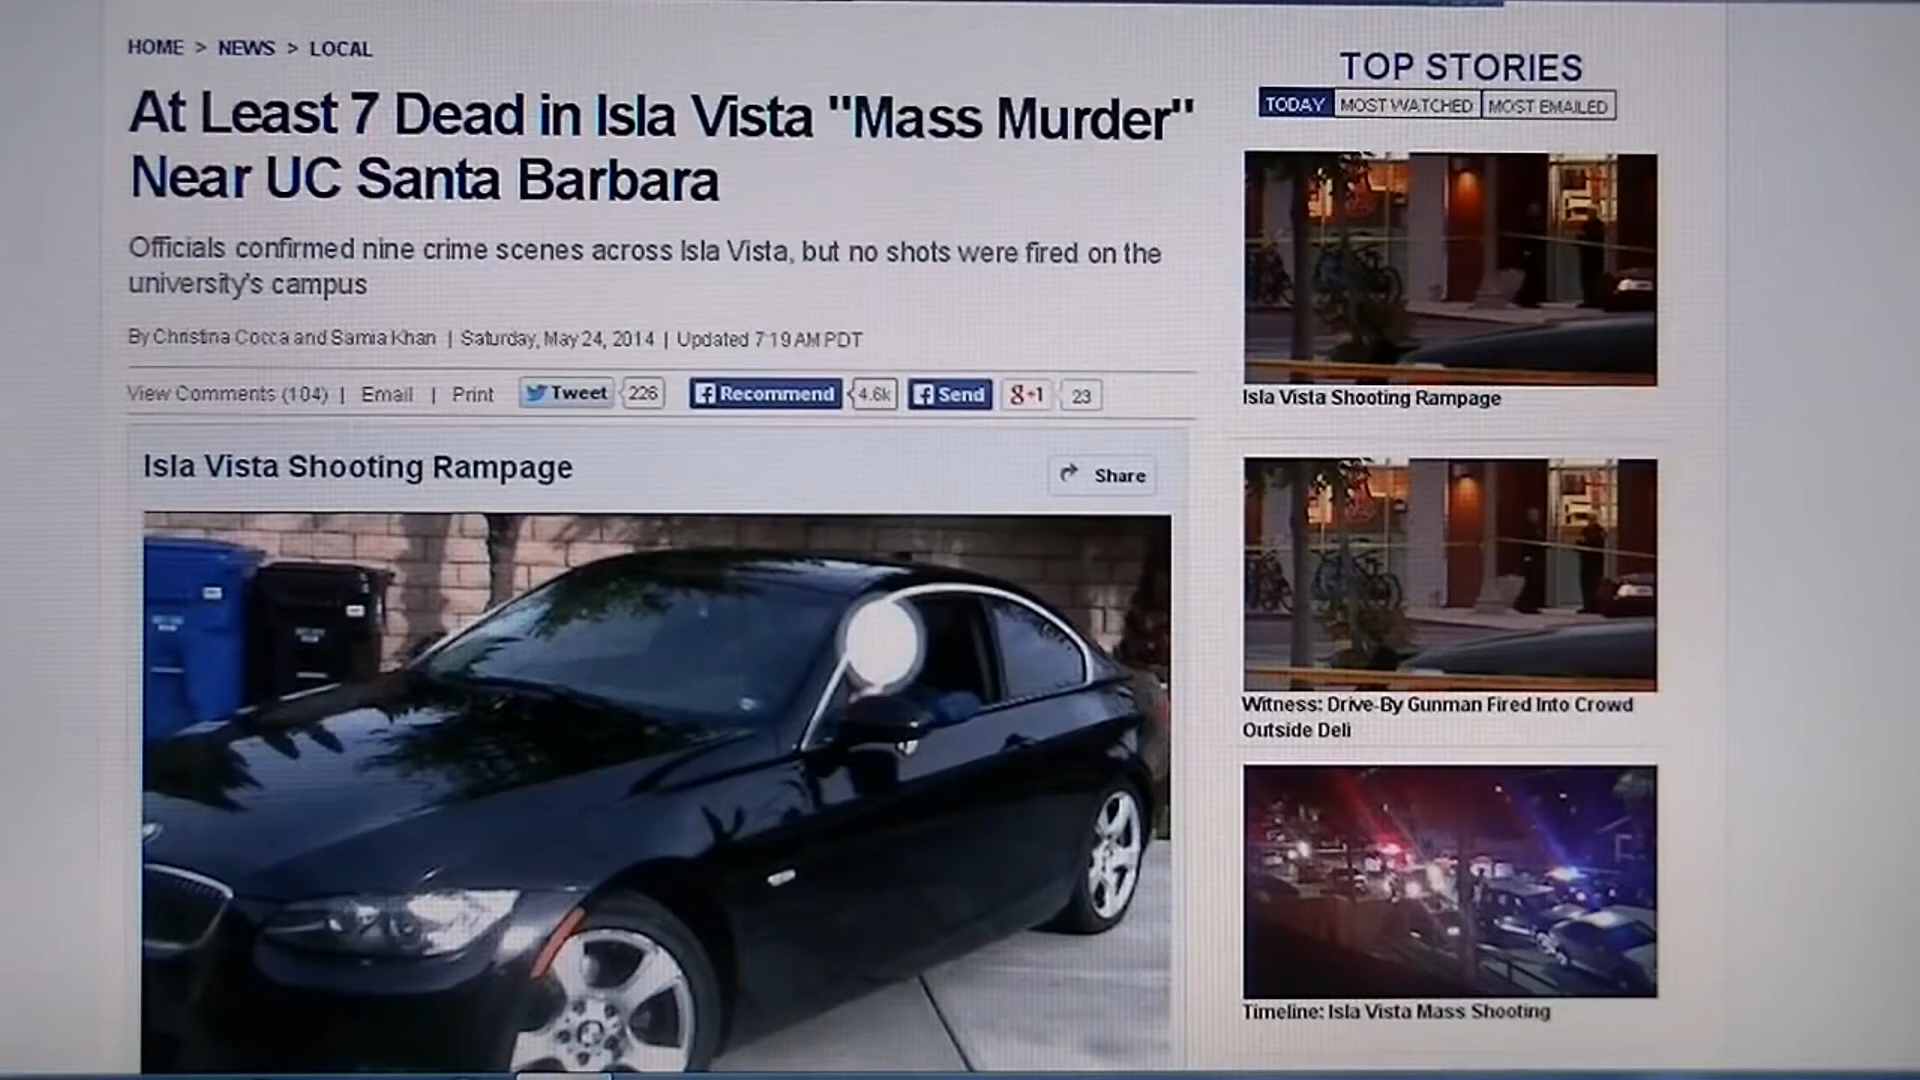 HOME > NEWS > LOCAL
At Least 7 Dead in Isla Vista "Mass Murder"
Near UC Santa Barbara
Officials confirmed nine crime scenes across Isla Vista, but no shots were fired on the
university's campus
By Christina Cocca and Samia Khan | Saturday, May 24, 2014 | Updated 7:19 AM PDT
View Comments (104) | Email | Print Tweet 226 Recommend 4.6k Send g+1 23
Isla Vista Shooting Rampage
Share
TOP STORIES
TODAY MOST WATCHED MOST EMAILED
Isla Vista Shooting Rampage
Witness: Drive-By Gunman Fired Into Crowd
Outside Deli
Timeline: Isla Vista Mass Shooting